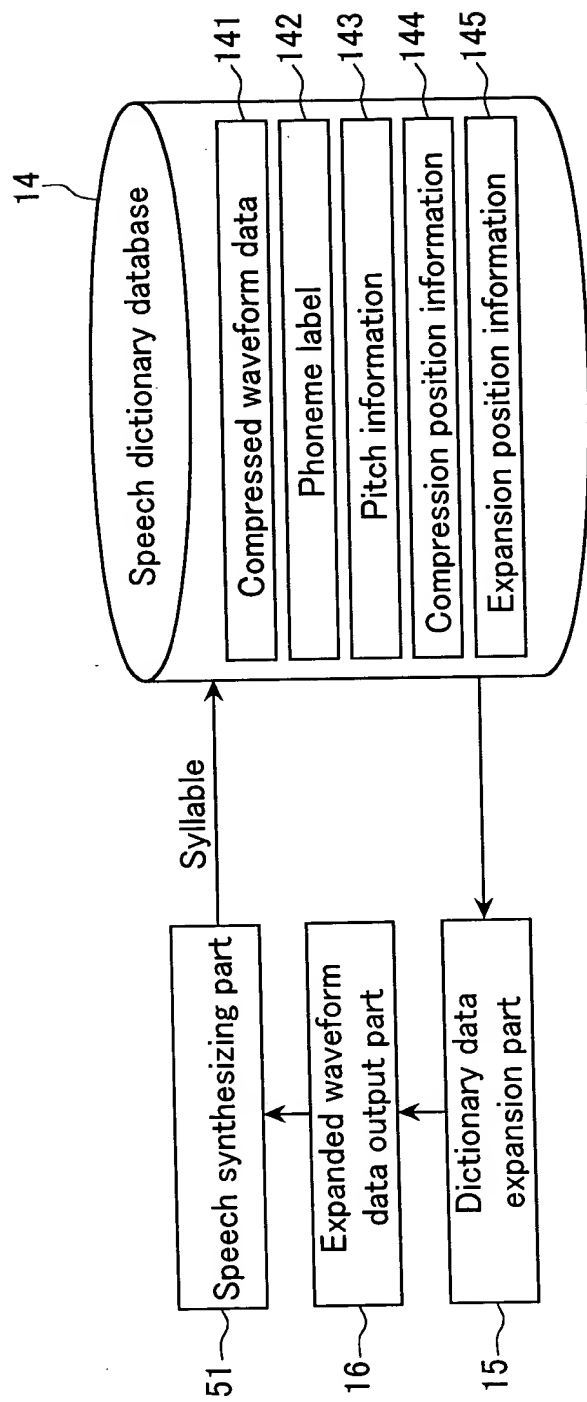 14
Speech dictionary database
Compressed waveform data
141
Phoneme label
142
Pitch information
143
Compression position information
144
Expansion position information
145
Syllable
Speech synthesizing part
51
Expanded waveform
data output part
16
Dictionary data
expansion part
15